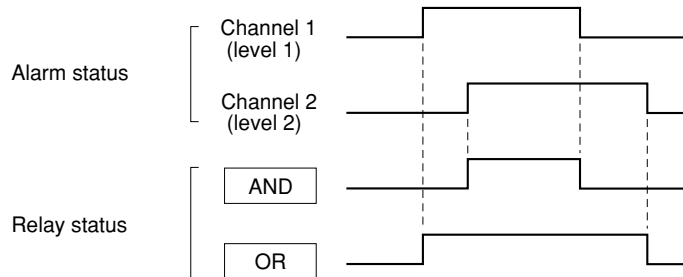 Alarm status
Channel 1
(level 1)
Channel 2
(level 2)
Relay status
AND
OR